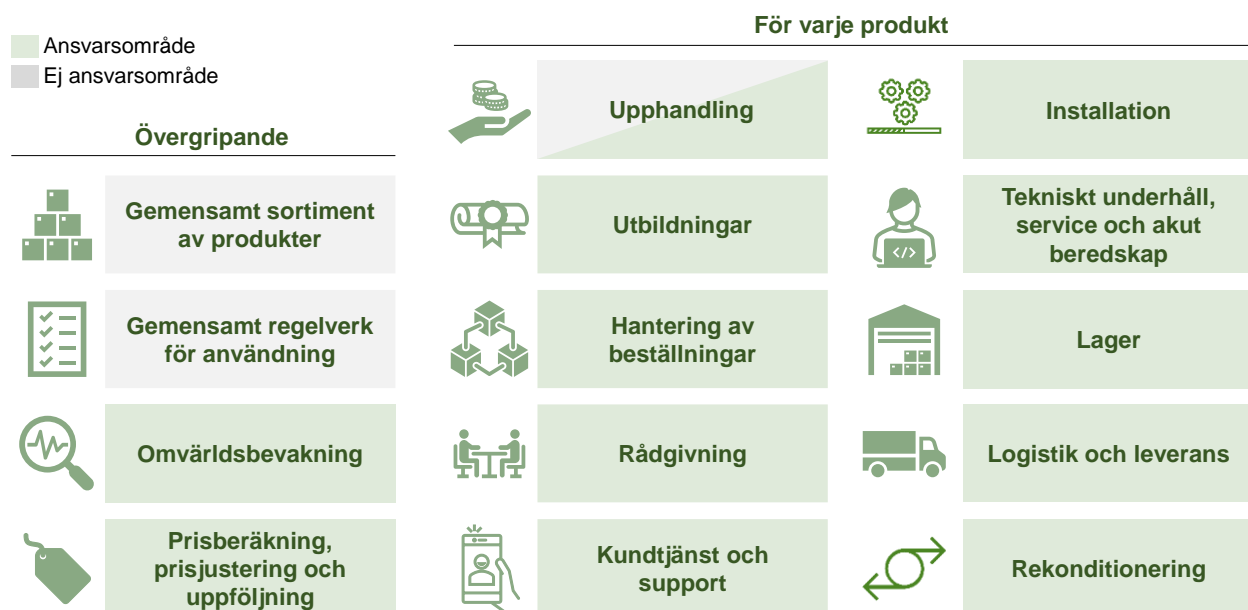 Ansvarsområde
Ej ansvarsområde
Övergripande
Gemensamt sortiment
av produkter
Gemensamt regelverk
för användning
Omvärldsbevakning
Prisberäkning,
prisjustering och
uppföljning
För varje produkt
Upphandling
Installation
Utbildningar
Tekniskt underhåll,
service och akut
beredskap
</>
Hantering av
beställningar
Lager
Rådgivning
Logistik och leverans
Kundtjänst och
support
Rekonditionering